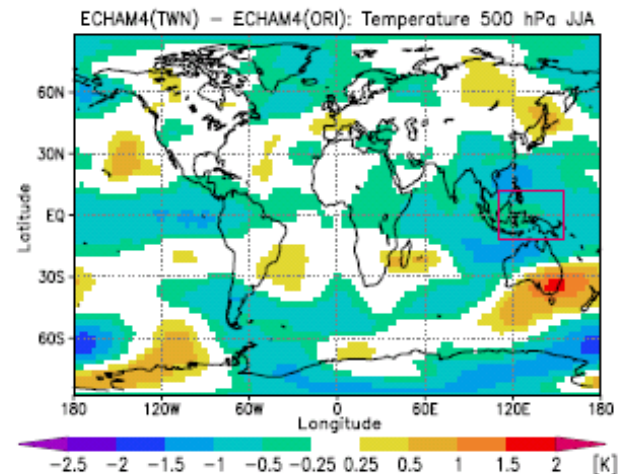 ECHAM4(TWN) − ECHAM4(ORI): Temperature 500 hPa JJA
60N
30N
EQ
30S
60S
Latitude
180 120W 60W 0 60E 120E 180
Longitude
−2.5 −2 −1.5 −1 −0.5 −0.25 0.25 0.5 1 1.5 2 [K]